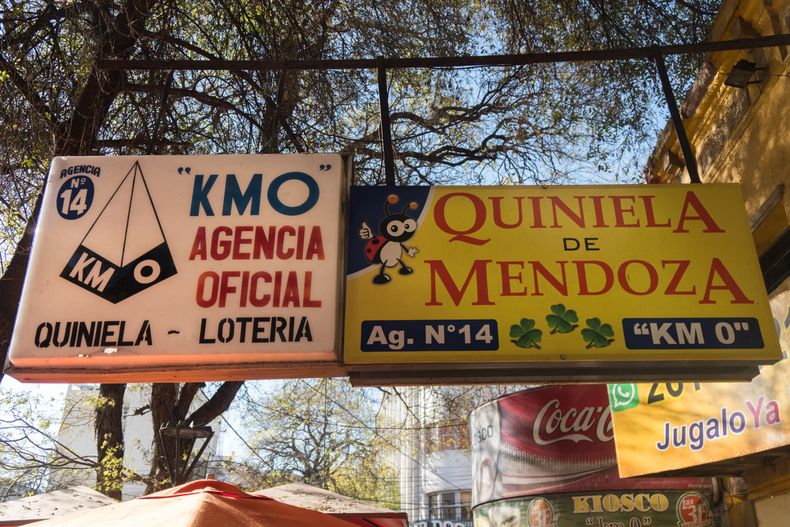 AGENCIA
Nº
14
KMO
"KMO"
AGENCIA
OFICIAL
QUINIELA - LOTERIA
QUINIELA
DE
MENDOZA
Ag. N°14
"KM 0"
Coca-Cola
JugaloYa
KIOSCO